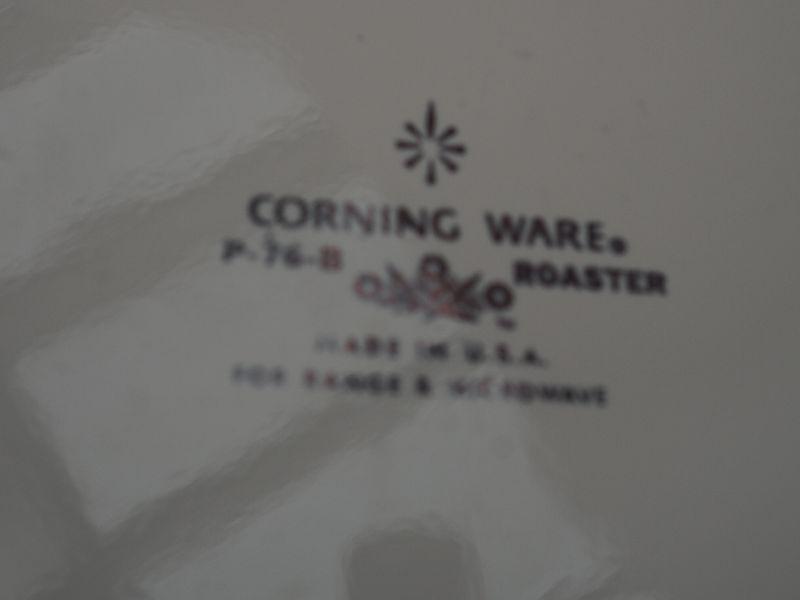 CORNING WARE®
P-76-B ROASTER
MADE IN U.S.A.
FOR RANGE & MICROWAVE